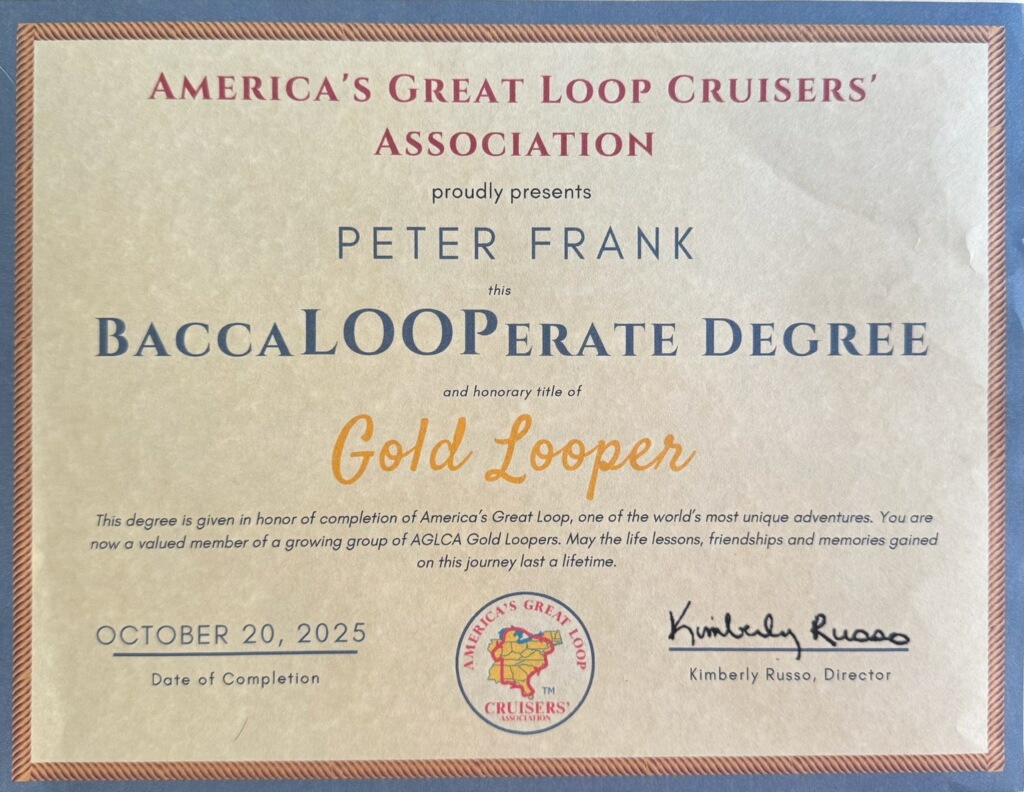 AMERICA'S GREAT LOOP CRUISERS'
ASSOCIATION
proudly presents
PETER FRANK
this
BACCALOOPERATE DEGREE
and honorary title of
Gold Looper
This degree is given in honor of completion of America's Great Loop, one of the world's most unique adventures. You are
now a valued member of a growing group of AGLCA Gold Loopers. May the life lessons, friendships and memories gained
on this journey last a lifetime.
OCTOBER 20, 2025
Date of Completion
AMERICA'S GREAT LOOP
TM
CRUISERS'
ASSOCIATION
Kimberly Russo
Kimberly Russo, Director